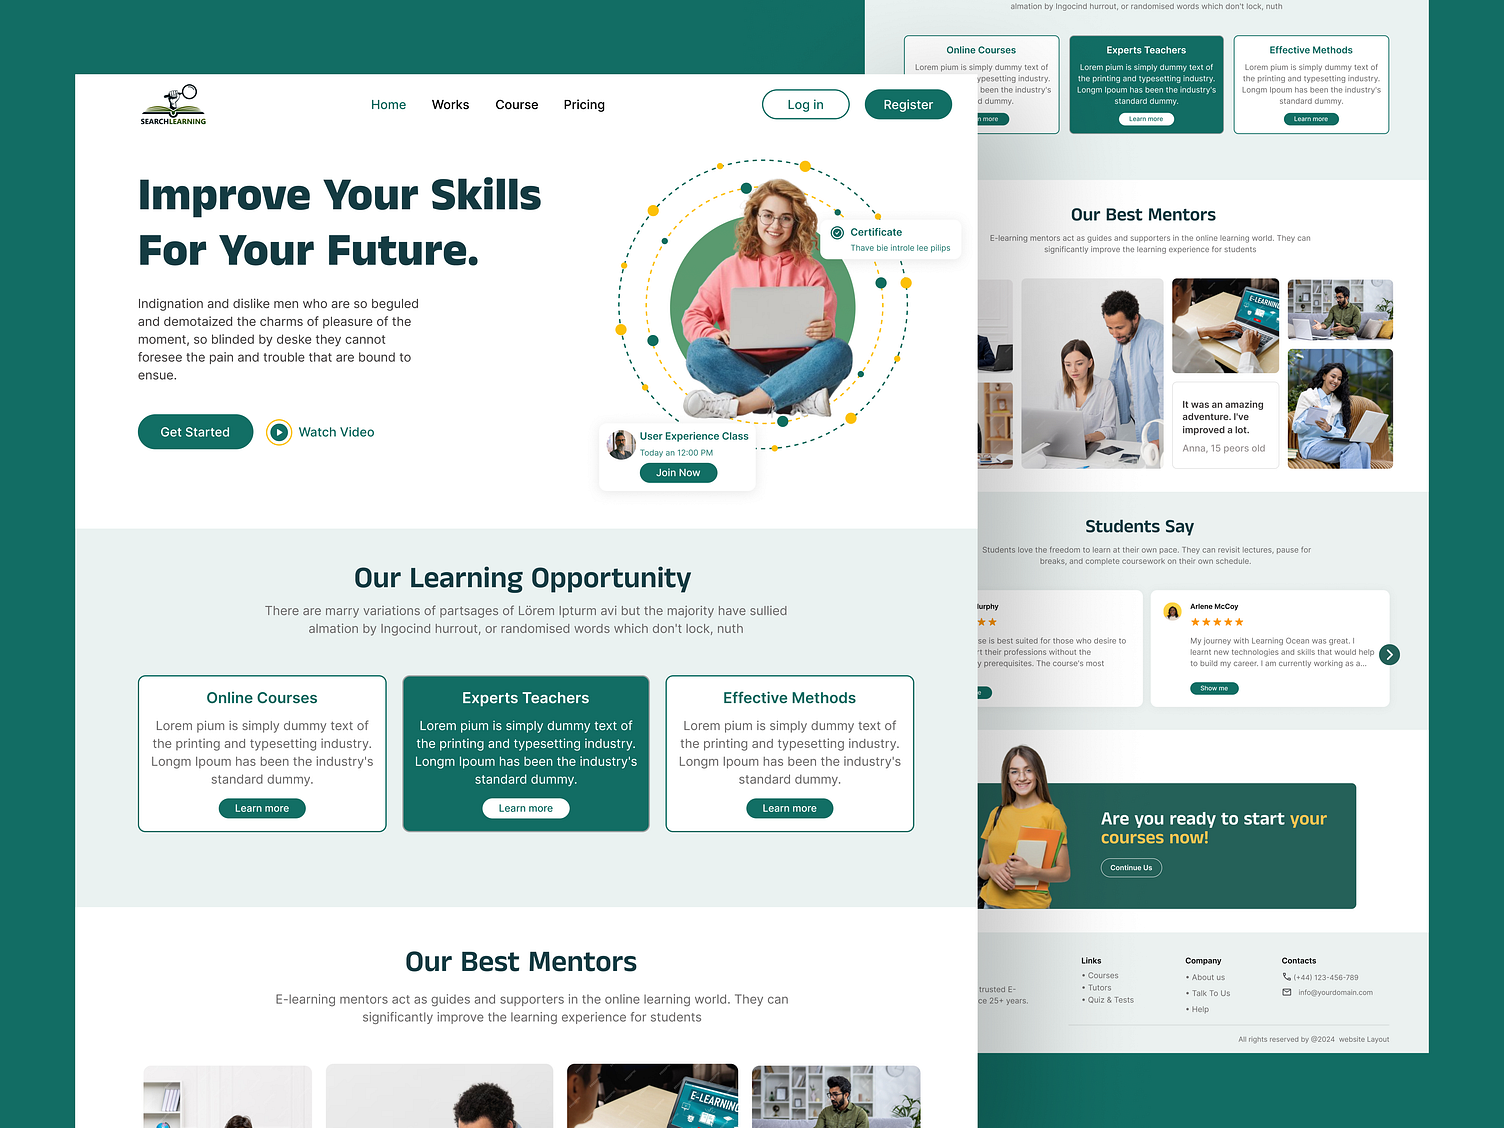 SEARCHLEARNING
Home
Works
Course
Pricing
Log in
Register
Improve Your Skills
For Your Future.
Indignation and dislike men who are so beguled
and demotaized the charms of pleasure of the
moment, so blinded by deske they cannot
foresee the pain and trouble that are bound to
ensue.
Get Started
Watch Video
Certificate
Thave bie introle lee pilips
User Experience Class
Today an 12:00 PM
Join Now
Our Learning Opportunity
There are marry variations of partsages of Lörem Ipturm avi but the majority have sullied
almation by Ingocind hurrout, or randomised words which don't lock, nuth
Online Courses
Lorem pium is simply dummy text of
the printing and typesetting industry.
Longm Ipoum has been the industry's
standard dummy.
Learn more
Experts Teachers
Lorem pium is simply dummy text of
the printing and typesetting industry.
Longm Ipoum has been the industry's
standard dummy.
Learn more
Effective Methods
Lorem pium is simply dummy text of
the printing and typesetting industry.
Longm Ipoum has been the industry's
standard dummy.
Learn more
Our Best Mentors
E-learning mentors act as guides and supporters in the online learning world. They can
significantly improve the learning experience for students
E-LEARNING
almation by Ingocind hurrout, or randomised words which don't lock, nuth
Online Courses
Lorem pium is simply dummy text of
typesetting industry.
been the industry's
dummy.
more
Experts Teachers
Lorem pium is simply dummy text of
the printing and typesetting industry.
Longm Ipoum has been the industry's
standard dummy.
Learn more
Effective Methods
Lorem pium is simply dummy text of
the printing and typesetting industry.
Longm Ipoum has been the industry's
standard dummy.
Learn more
Our Best Mentors
E-learning mentors act as guides and supporters in the online learning world. They can
significantly improve the learning experience for students
E-LEARNING
It was an amazing
adventure. I've
improved a lot.
Anna, 15 peors old
Students Say
Students love the freedom to learn at their own pace. They can revisit lectures, pause for
breaks, and complete coursework on their own schedule.
urphy
se is best suited for those who desire to
rt their professions without the
y prerequisites. The course's most
Arlene McCoy
My journey with Learning Ocean was great. I
learnt new technologies and skills that would help
to build my career. I am currently working as a...
Show me
Are you ready to start your
courses now!
Continue Us
trusted E-
ce 25+ years.
Links
• Courses
• Tutors
• Quiz & Tests
Company
• About us
• Talk To Us
• Help
Contacts
(+44) 123-456-789
info@yourdomain.com
All rights reserved by @2024 website Layout